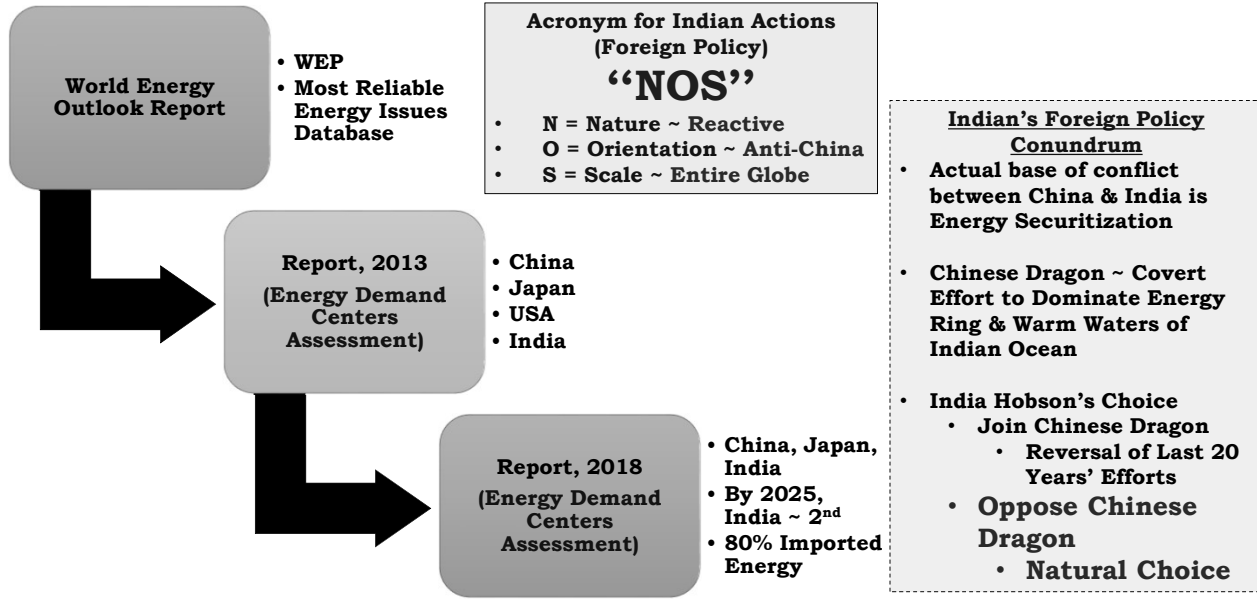 World Energy
Outlook Report
• WEP
• Most Reliable
Energy Issues
Database
Acronym for Indian Actions
(Foreign Policy)
“NOS”
• N = Nature ~ Reactive
• O = Orientation ~ Anti-China
• S = Scale ~ Entire Globe
Report, 2013
(Energy Demand
Centers
Assessment)
• China
• Japan
• USA
• India
Report, 2018
(Energy Demand
Centers
Assessment)
• China, Japan,
India
• By 2025,
India ~ 2nd
• 80% Imported
Energy
Indian’s Foreign Policy
Conundrum
• Actual base of conflict
between China & India is
Energy Securitization
• Chinese Dragon ~ Covert
Effort to Dominate Energy
Ring & Warm Waters of
Indian Ocean
• India Hobson’s Choice
• Join Chinese Dragon
• Reversal of Last 20
Years’ Efforts
• Oppose Chinese
Dragon
• Natural Choice